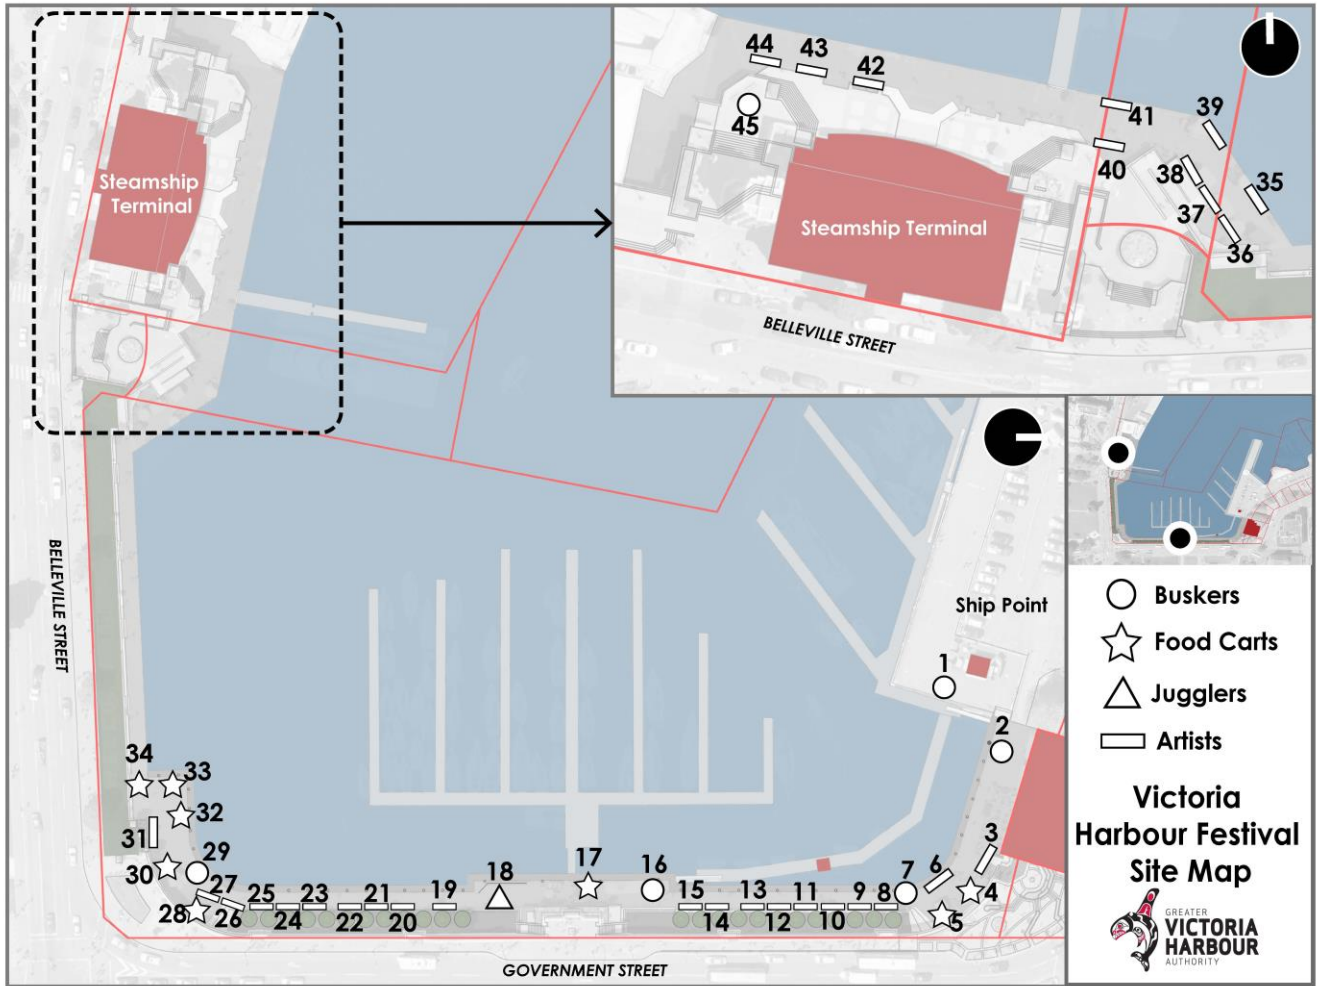 44
43
42
45
41
39
40
38
35
37
36
Steamship Terminal
BELLEVILLE STREET
Steamship
Terminal
BELLEVILLE STREET
Ship Point
1
2
3
4
5
6
7
8
9
10
11
12
13
14
15
16
17
18
19
20
21
22
23
24
25
26
27
28
29
30
31
32
33
34
GOVERNMENT STREET
Buskers
Food Carts
Jugglers
Artists
Victoria
Harbour Festival
Site Map
GREATER
VICTORIA
HARBOUR
AUTHORITY